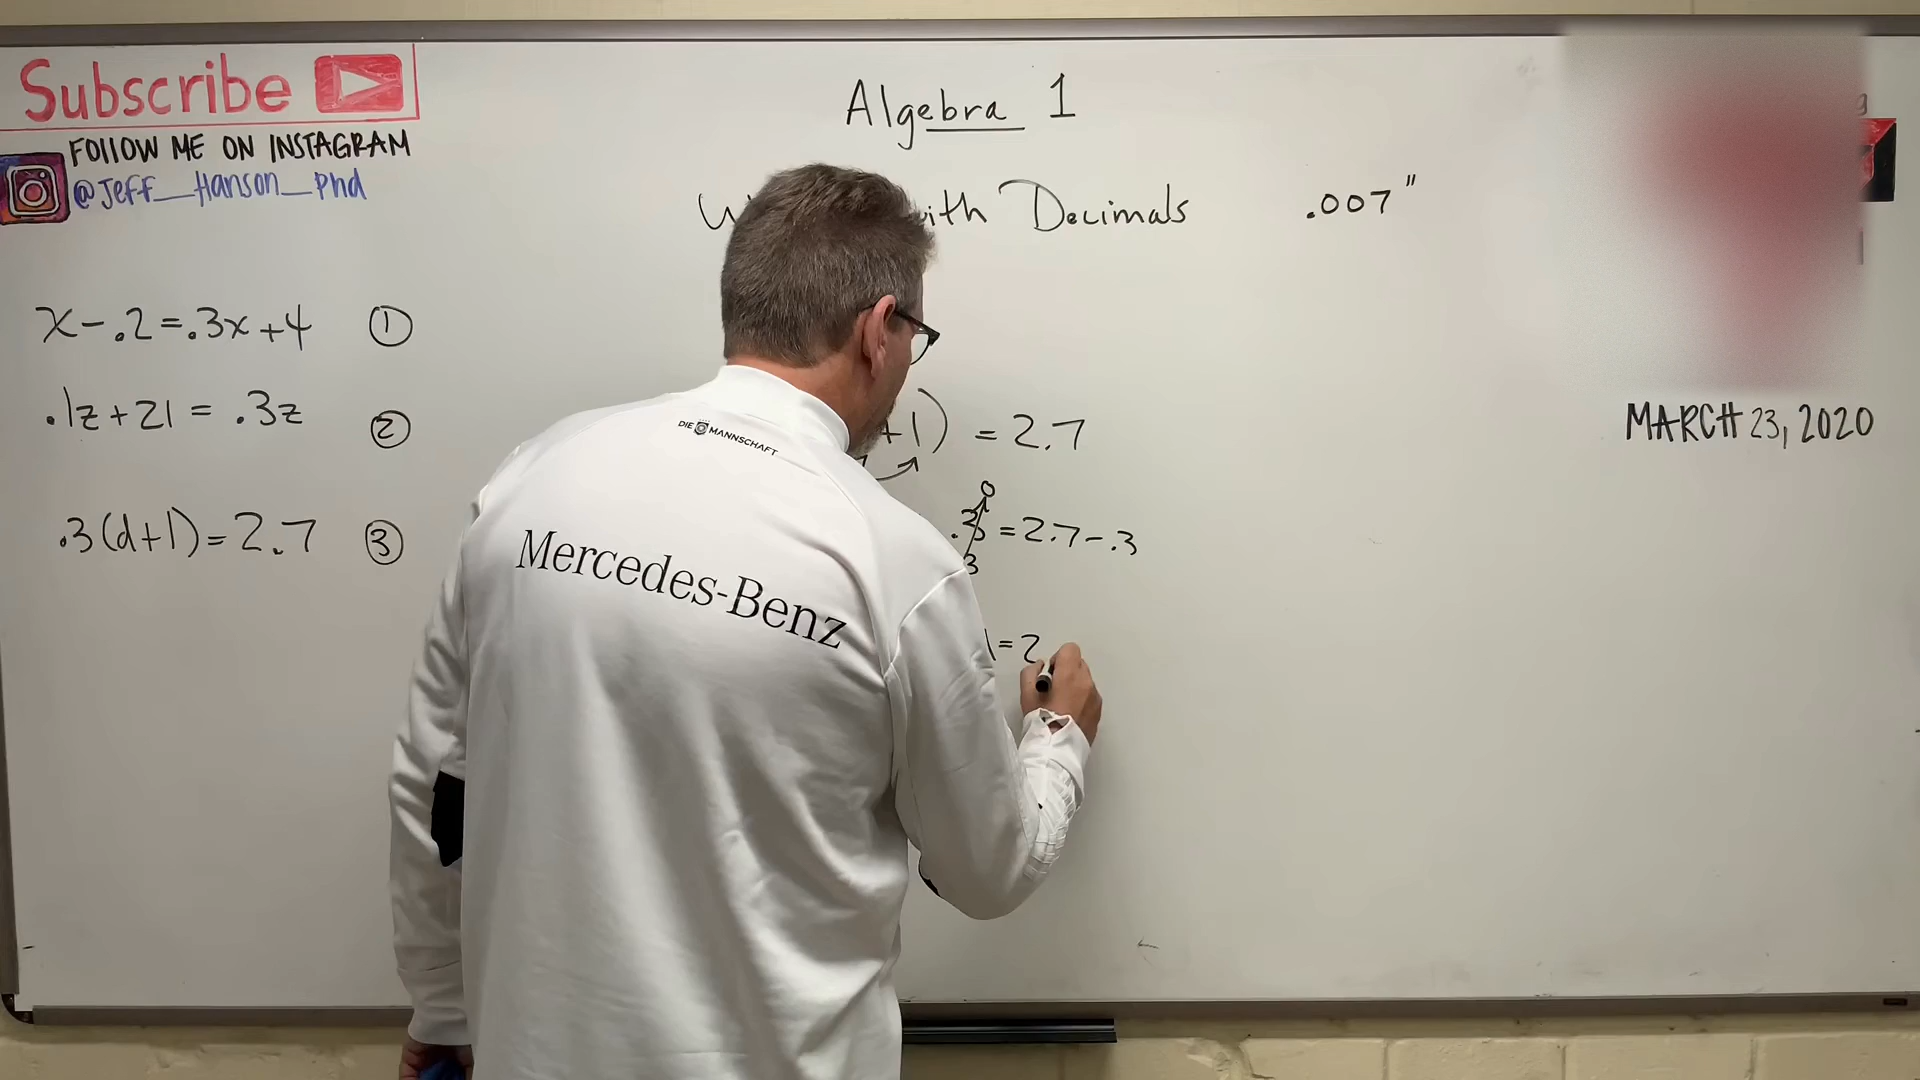 Subscribe
FOLLOW ME ON INSTAGRAM
@Jeff_Hanson_Phd
Algebra 1
with Decimals
.007"
x-.2=.3x+4 ①
.1z+21 = .3z ②
.3(d+1)=2.7 ③
+1) = 2.7
0
.3 = 2.7-.3
3
= 2
MARCH 23, 2020
DIE MANNSCHAFT
Mercedes-Benz